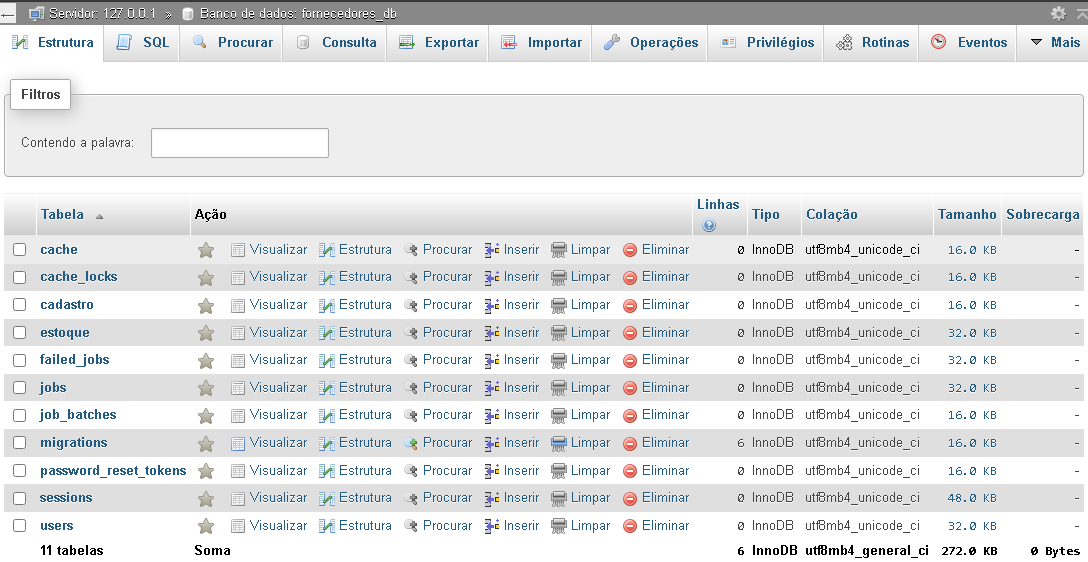 Servidor: 127.0.0.1 » Banco de dados: fornecedores_db
Estrutura SQL Procurar Consulta Exportar Importar Operações Privilégios Rotinas Eventos Mais
Filtros
Contendo a palavra:
Tabela Ação Linhas Tipo Colação Tamanho Sobrecarga
cache Visualizar Estrutura Procurar Inserir Limpar Eliminar 0 InnoDB utf8mb4_unicode_ci 16.0 KB -
cache_locks Visualizar Estrutura Procurar Inserir Limpar Eliminar 0 InnoDB utf8mb4_unicode_ci 16.0 KB -
cadastro Visualizar Estrutura Procurar Inserir Limpar Eliminar 0 InnoDB utf8mb4_unicode_ci 16.0 KB -
estoque Visualizar Estrutura Procurar Inserir Limpar Eliminar 0 InnoDB utf8mb4_unicode_ci 32.0 KB -
failed_jobs Visualizar Estrutura Procurar Inserir Limpar Eliminar 0 InnoDB utf8mb4_unicode_ci 32.0 KB -
jobs Visualizar Estrutura Procurar Inserir Limpar Eliminar 0 InnoDB utf8mb4_unicode_ci 32.0 KB -
job_batches Visualizar Estrutura Procurar Inserir Limpar Eliminar 0 InnoDB utf8mb4_unicode_ci 16.0 KB -
migrations Visualizar Estrutura Procurar Inserir Limpar Eliminar 6 InnoDB utf8mb4_unicode_ci 16.0 KB -
password_reset_tokens Visualizar Estrutura Procurar Inserir Limpar Eliminar 0 InnoDB utf8mb4_unicode_ci 16.0 KB -
sessions Visualizar Estrutura Procurar Inserir Limpar Eliminar 0 InnoDB utf8mb4_unicode_ci 48.0 KB -
users Visualizar Estrutura Procurar Inserir Limpar Eliminar 0 InnoDB utf8mb4_unicode_ci 32.0 KB -
11 tabelas Soma 6 InnoDB utf8mb4_general_ci 272.0 KB 0 Bytes